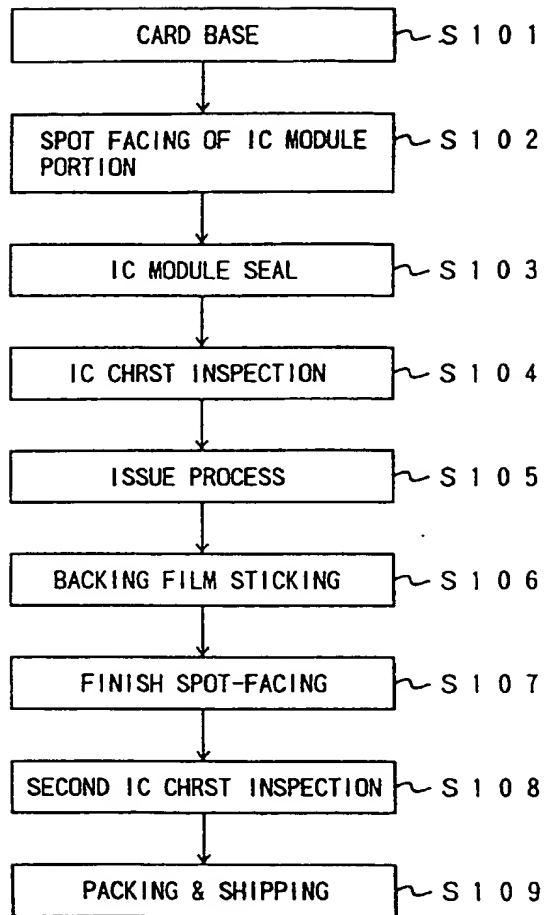 CARD BASE S101
SPOT FACING OF IC MODULE
PORTION S102
IC MODULE SEAL S103
IC CHRST INSPECTION S104
ISSUE PROCESS S105
BACKING FILM STICKING S106
FINISH SPOT-FACING S107
SECOND IC CHRST INSPECTION S108
PACKING & SHIPPING S109